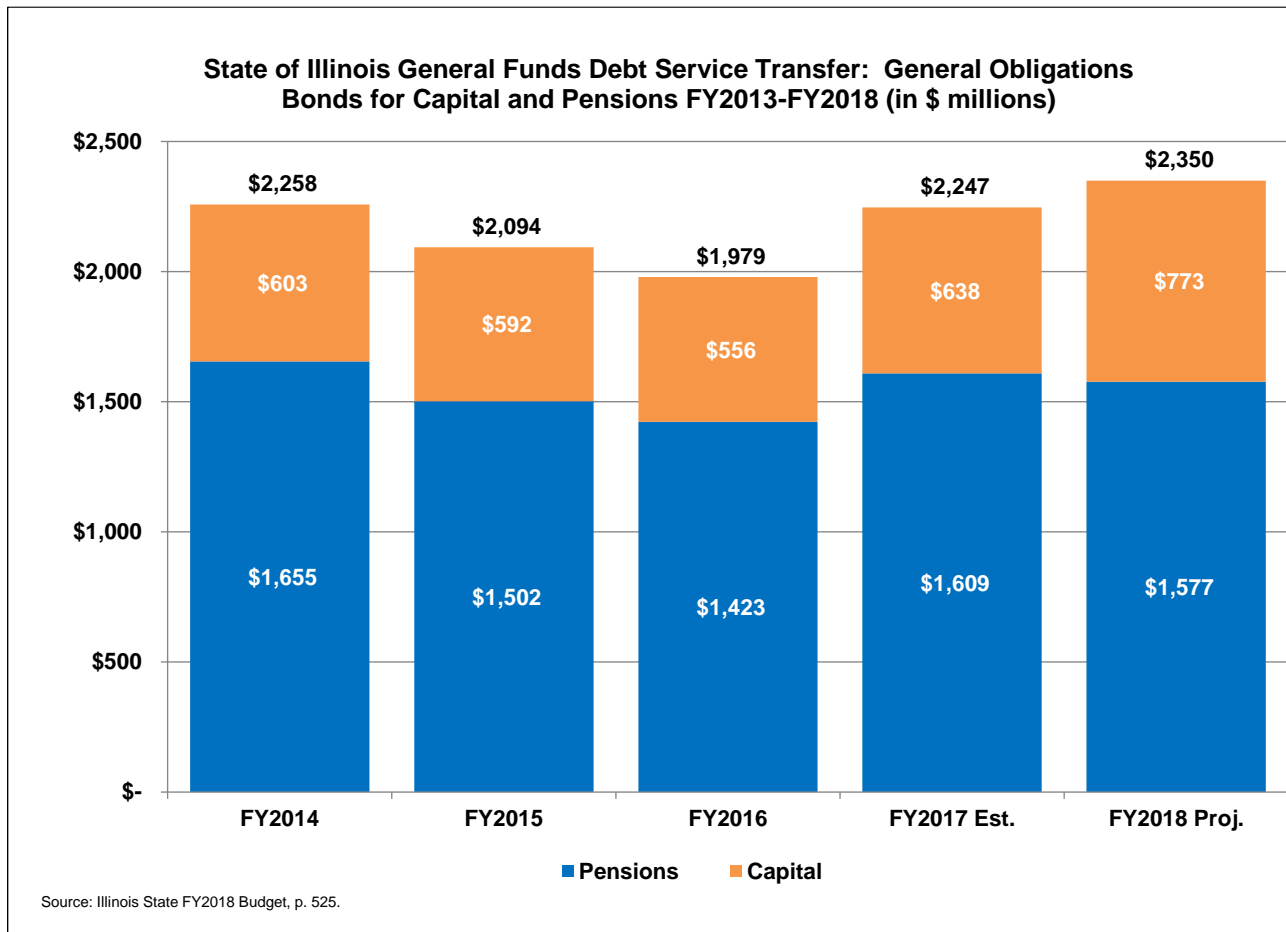 State of Illinois General Funds Debt Service Transfer: General Obligations
Bonds for Capital and Pensions FY2013-FY2018 (in $ millions)
$2,500
$2,000
$1,500
$1,000
$500
$-
$2,258
$603
$1,655
$2,094
$592
$1,502
$1,979
$556
$1,423
$2,247
$638
$1,609
$2,350
$773
$1,577
FY2014
FY2015
FY2016
FY2017 Est.
FY2018 Proj.
Pensions
Capital
Source: Illinois State FY2018 Budget, p. 525.